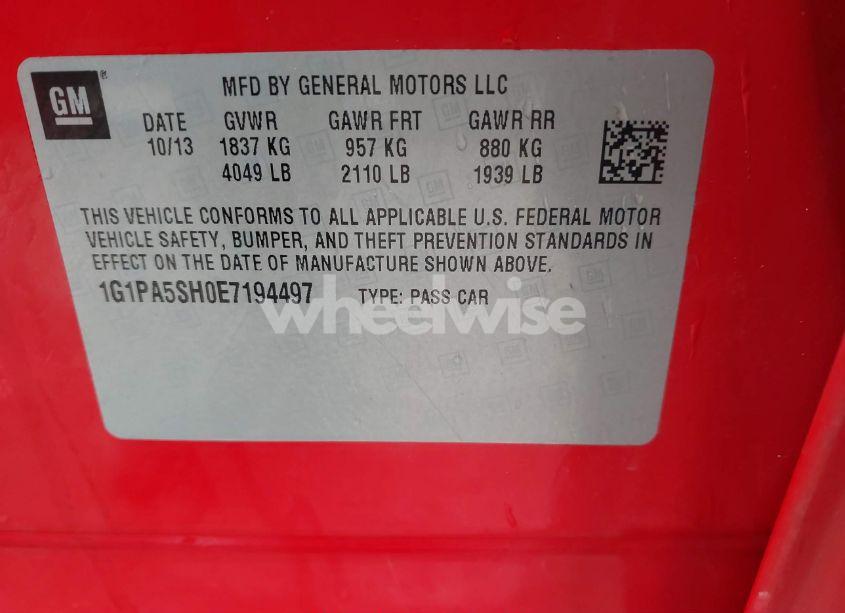 GM ®
MFD BY GENERAL MOTORS LLC
DATE GVWR GAWR FRT GAWR RR
10/13 1837 KG 957 KG 880 KG
4049 LB 2110 LB 1939 LB
THIS VEHICLE CONFORMS TO ALL APPLICABLE U.S. FEDERAL MOTOR
VEHICLE SAFETY, BUMPER, AND THEFT PREVENTION STANDARDS IN
EFFECT ON THE DATE OF MANUFACTURE SHOWN ABOVE.
1G1PA5SH0E7194497 TYPE: PASS CAR
wheelwise